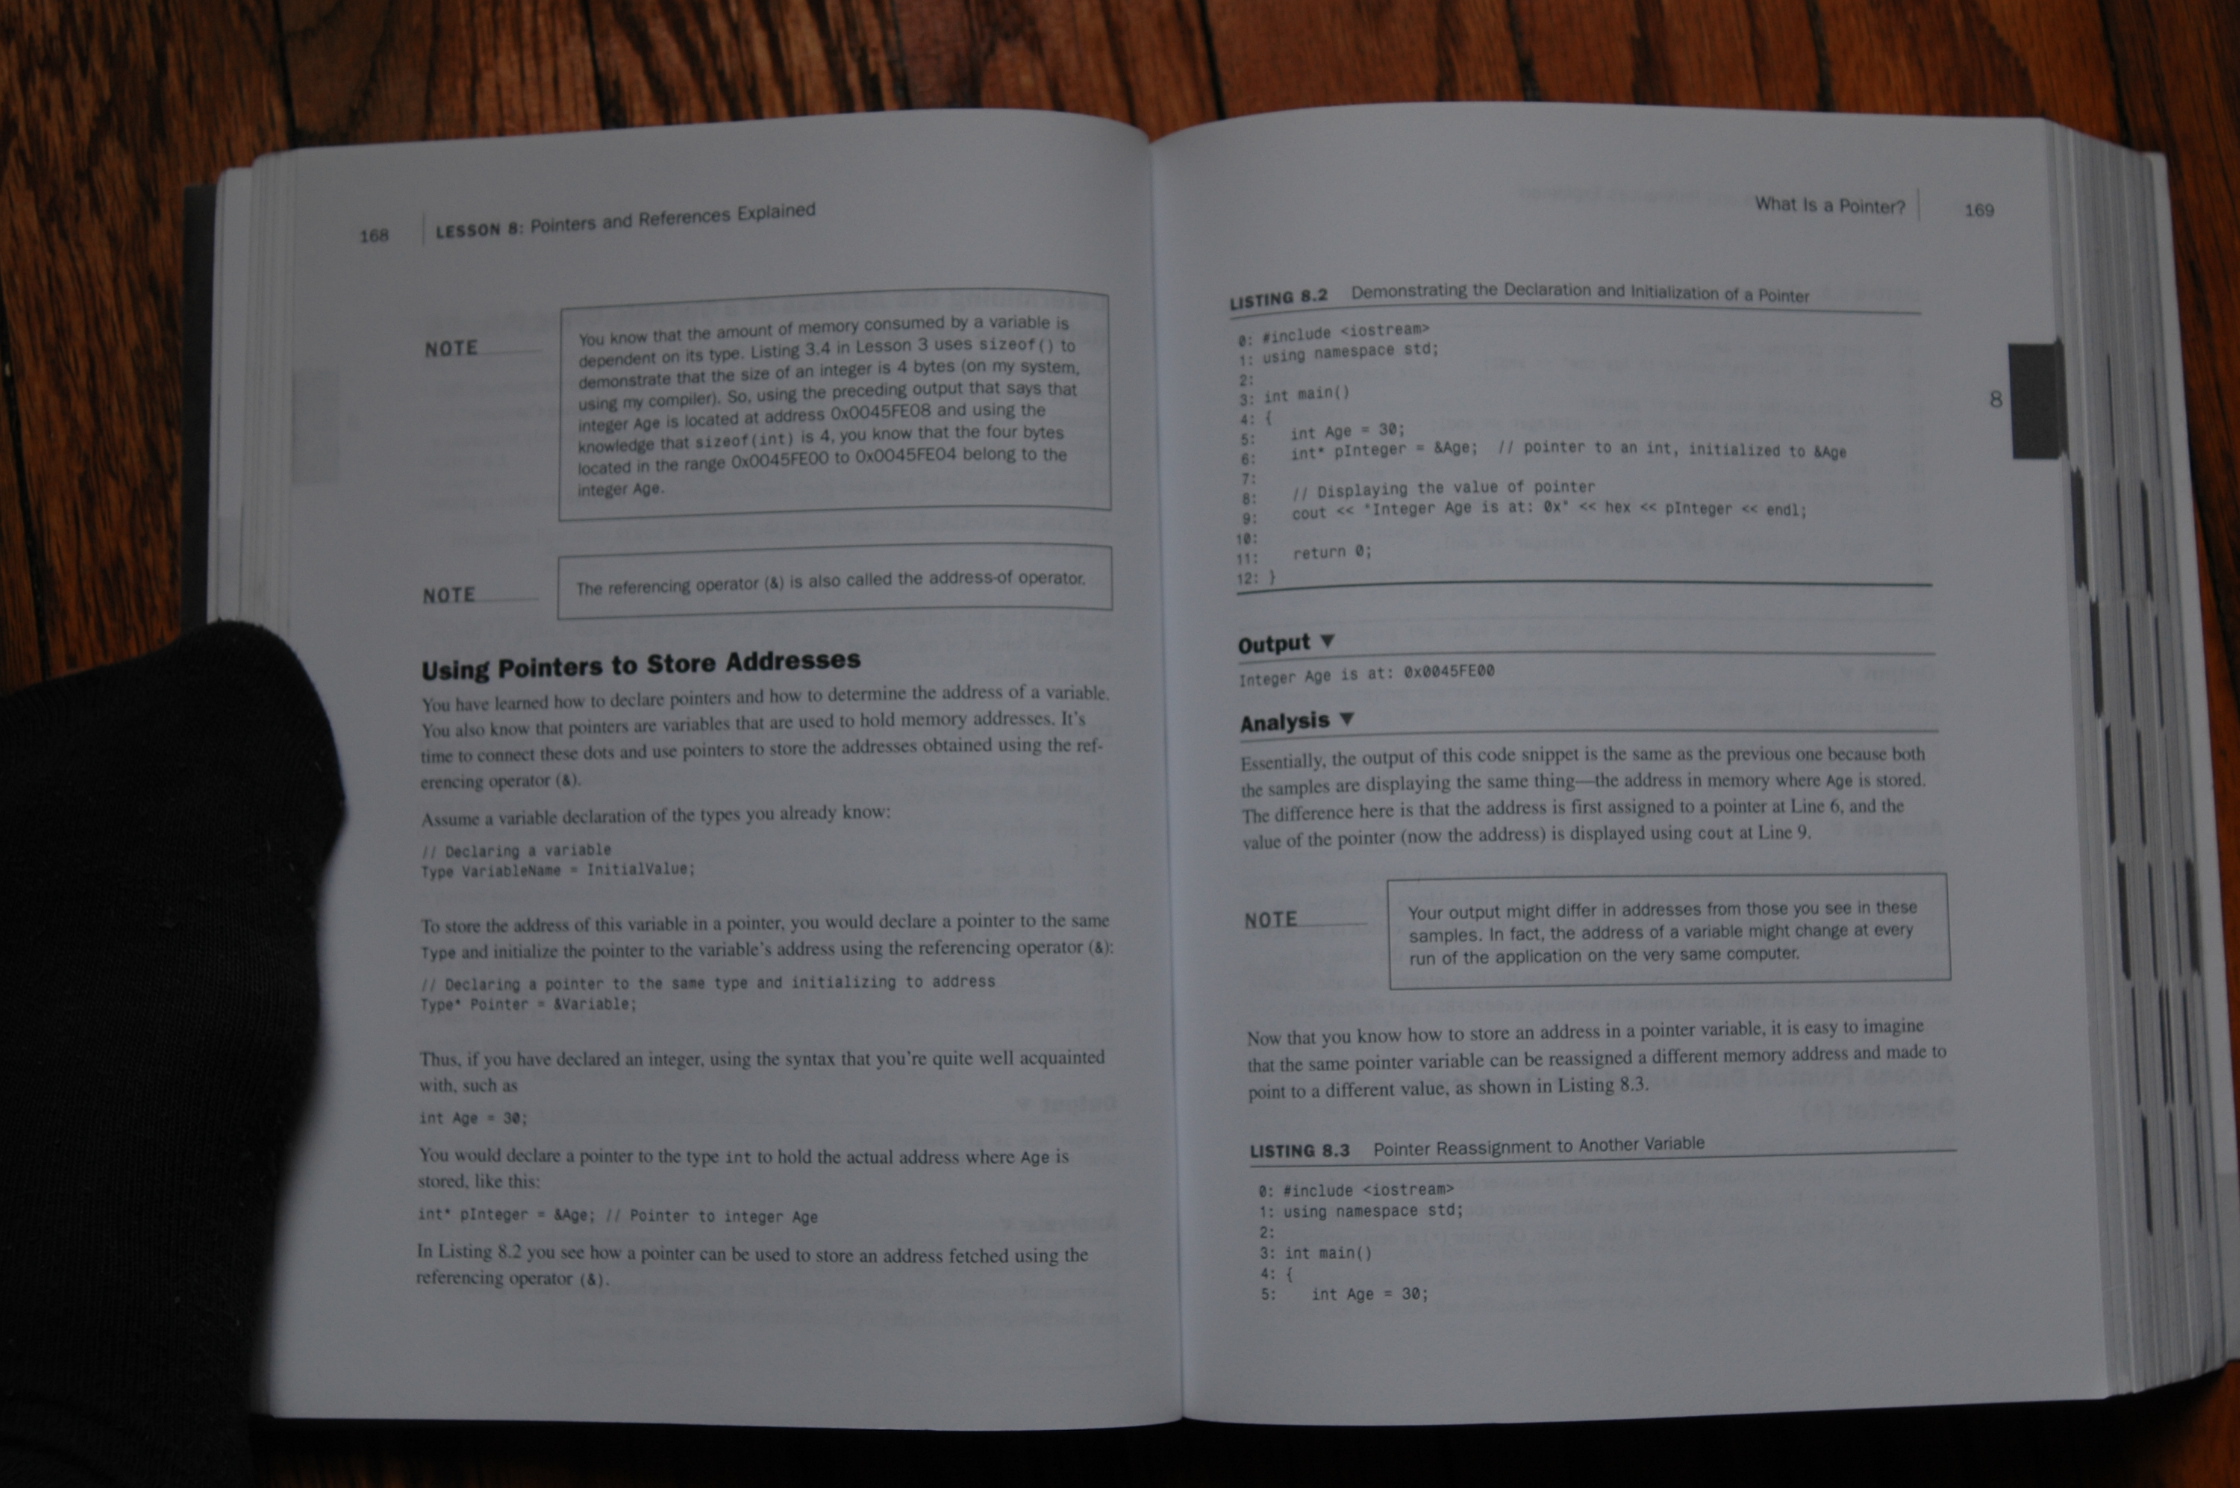 168 LESSON 8: Pointers and References Explained
NOTE
You know that the amount of memory consumed by a variable is
dependent on its type. Listing 3.4 in Lesson 3 uses sizeof() to
demonstrate that the size of an integer is 4 bytes (on my system,
using my compiler). So, using the preceding output that says that
integer Age is located at address 0x0045FE08 and using the
knowledge that sizeof(int) is 4, you know that the four bytes
located in the range 0x0045FE00 to 0x0045FE04 belong to the
integer Age.
NOTE
The referencing operator (&) is also called the address-of operator.
Using Pointers to Store Addresses
You have learned how to declare pointers and how to determine the address of a variable.
You also know that pointers are variables that are used to hold memory addresses. It's
time to connect these dots and use pointers to store the addresses obtained using the ref-
erencing operator (&).
Assume a variable declaration of the types you already know:
// Declaring a variable
Type VariableName = InitialValue;
To store the address of this variable in a pointer, you would declare a pointer to the same
Type and initialize the pointer to the variable's address using the referencing operator (&):
// Declaring a pointer to the same type and initializing to address
Type* Pointer = &Variable;
Thus, if you have declared an integer, using the syntax that you're quite well acquainted
with, such as
int Age = 30;
You would declare a pointer to the type int to hold the actual address where Age is
stored, like this:
int* pInteger = &Age; // Pointer to integer Age
In Listing 8.2 you see how a pointer can be used to store an address fetched using the
referencing operator (&).
What Is a Pointer? 169
8
LISTING 8.2 Demonstrating the Declaration and Initialization of a Pointer
0: #include <iostream>
1: using namespace std;
2:
3: int main()
4: {
5: int Age = 30;
6: int* pInteger = &Age; // pointer to an int, initialized to &Age
7:
8: // Displaying the value of pointer
9: cout << "Integer Age is at: 0x" << hex << pInteger << endl;
10:
11: return 0;
12: }
Output ▼
Integer Age is at: 0x0045FE00
Analysis ▼
Essentially, the output of this code snippet is the same as the previous one because both
the samples are displaying the same thing—the address in memory where Age is stored.
The difference here is that the address is first assigned to a pointer at Line 6, and the
value of the pointer (now the address) is displayed using cout at Line 9.
NOTE
Your output might differ in addresses from those you see in these
samples. In fact, the address of a variable might change at every
run of the application on the very same computer.
Now that you know how to store an address in a pointer variable, it is easy to imagine
that the same pointer variable can be reassigned a different memory address and made to
point to a different value, as shown in Listing 8.3.
LISTING 8.3 Pointer Reassignment to Another Variable
0: #include <iostream>
1: using namespace std;
2:
3: int main()
4: {
5: int Age = 30;